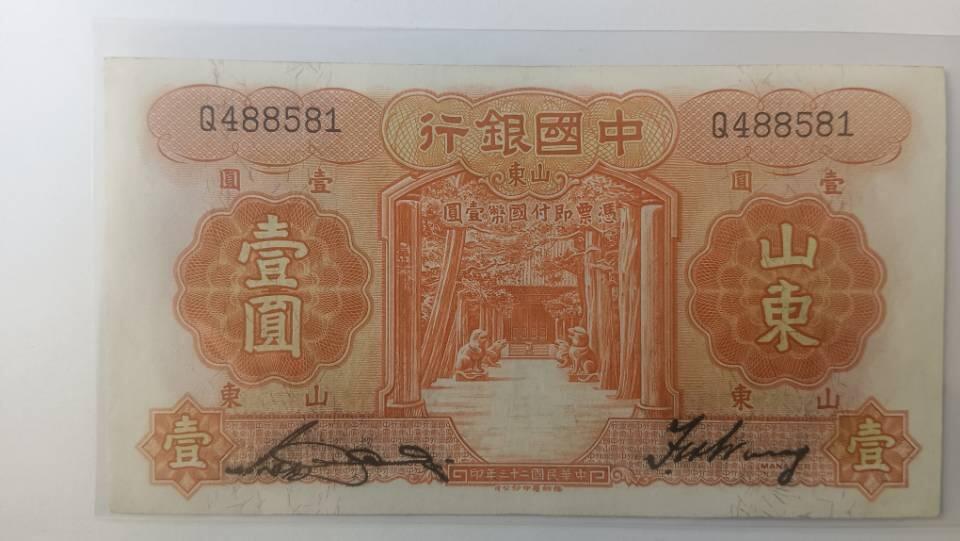 Q488581
中國銀行
Q488581
山東
壹圓
壹圓
憑票即付國幣壹圓
山東
壹圓
山東
山東
壹
壹
中華民國二十三年印